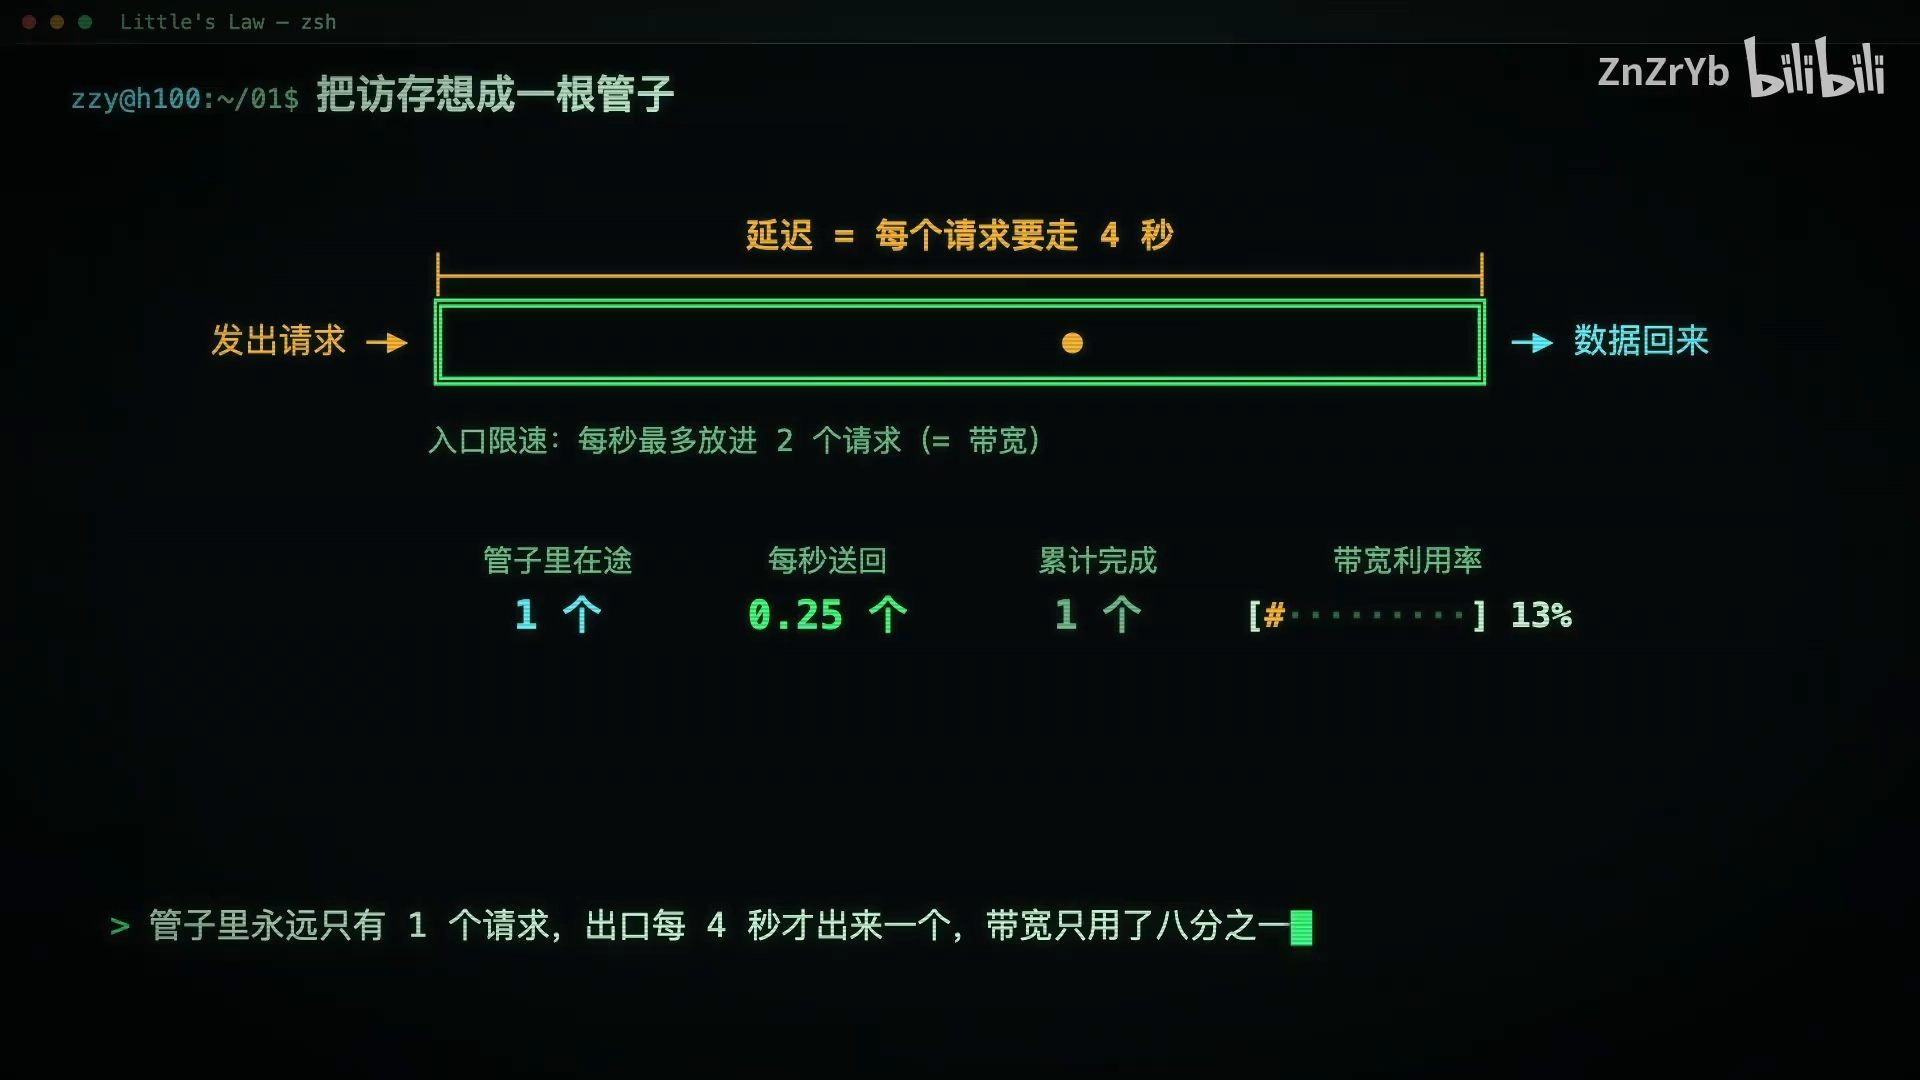 Little's Law — zsh
ZnZrYb bilibili
zzy@h100:~/01$ 把访存想成一根管子
延迟 = 每个请求要走 4 秒
发出请求 →
→ 数据回来
入口限速：每秒最多放进 2 个请求 (= 带宽)
管子里在途 每秒送回 累计完成 带宽利用率
1 个 0.25 个 1 个 [#·········] 13%
> 管子里永远只有 1 个请求，出口每 4 秒才出来一个，带宽只用了八分之一